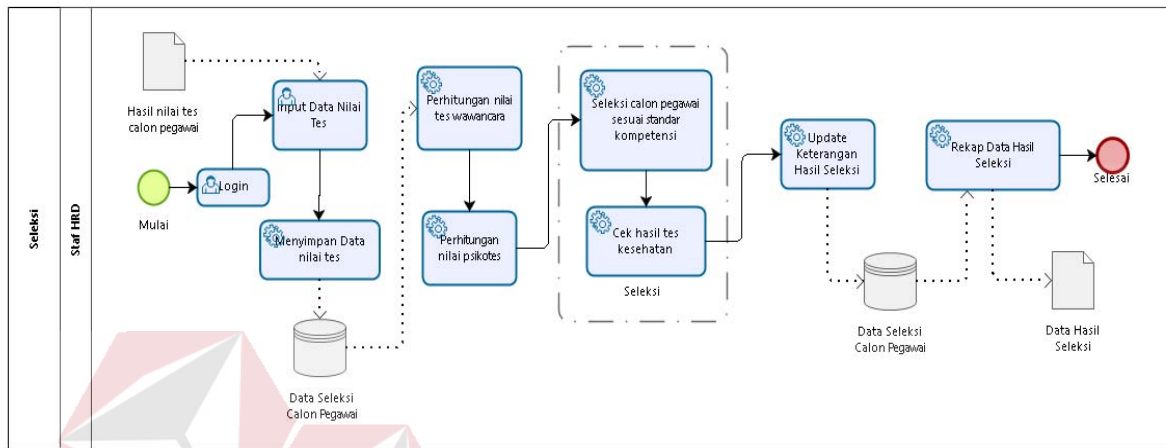 Seleksi
Staf HRD
Hasil nilai tes
calon pegawai
Mulai
Login
Input Data Nilai
Tes
Menyimpan Data
nilai tes
Data Seleksi
Calon Pegawai
Perhitungan nilai
tes wawancara
Perhitungan
nilai psikotes
Seleksi calon pegawai
sesuai standar
kompetensi
Cek hasil tes
kesehatan
Seleksi
Update
Keterangan
Hasil Seleksi
Data Seleksi
Calon Pegawai
Rekap Data Hasil
Seleksi
Data Hasil
Seleksi
Selesai